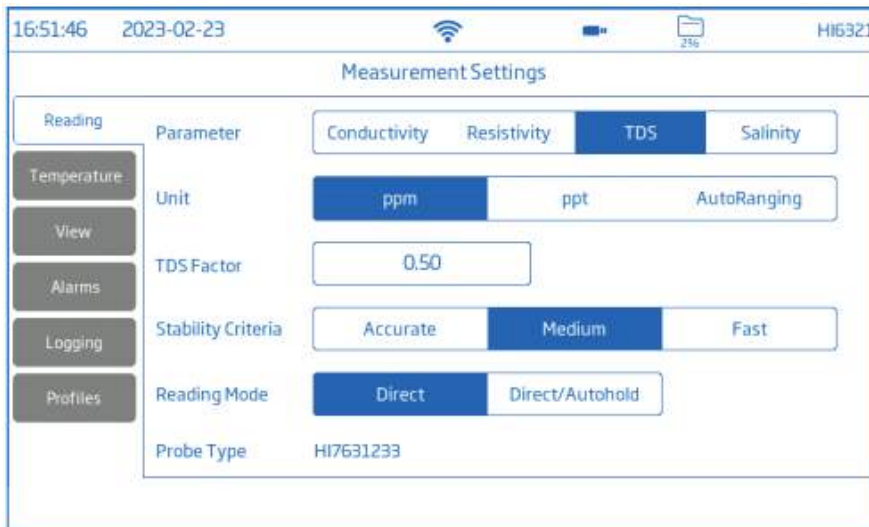 16:51:46 2023-02-23 2% HI6321
Measurement Settings
Reading
Parameter Conductivity Resistivity TDS Salinity
Temperature
Unit ppm ppt AutoRanging
View
TDS Factor 0.50
Alarms
Stability Criteria Accurate Medium Fast
Logging
Reading Mode Direct Direct/Autohold
Profiles
Probe Type HI7631233